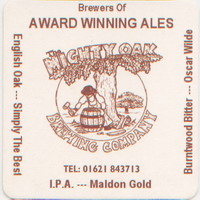 Brewers Of
AWARD WINNING ALES
English Oak --- Simply The Best
MIGHTY OAK
BREWING COMPANY
Burntwood Bitter --- Oscar Wilde
TEL: 01621 843713
I.P.A. --- Maldon Gold